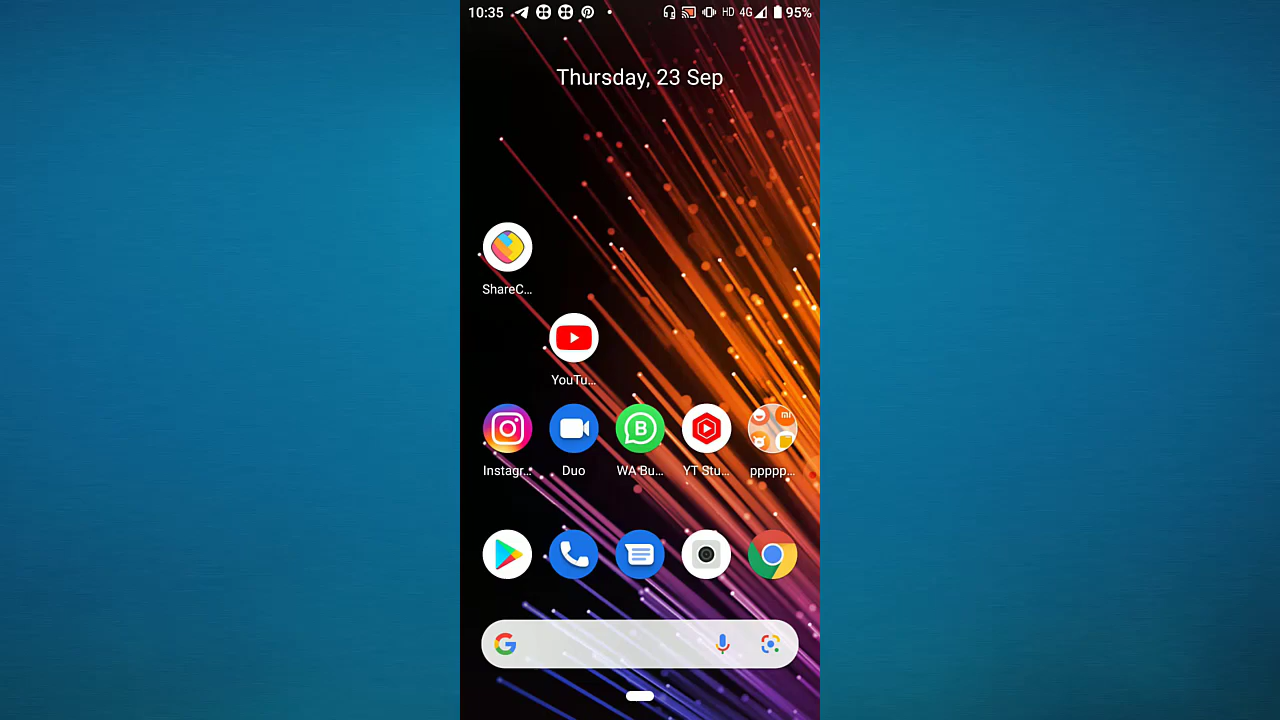 10:35 HD 4G 95%
Thursday, 23 Sep
ShareC...
YouTu...
Instagr... Duo WA Bu... YT Stu... ppppp...